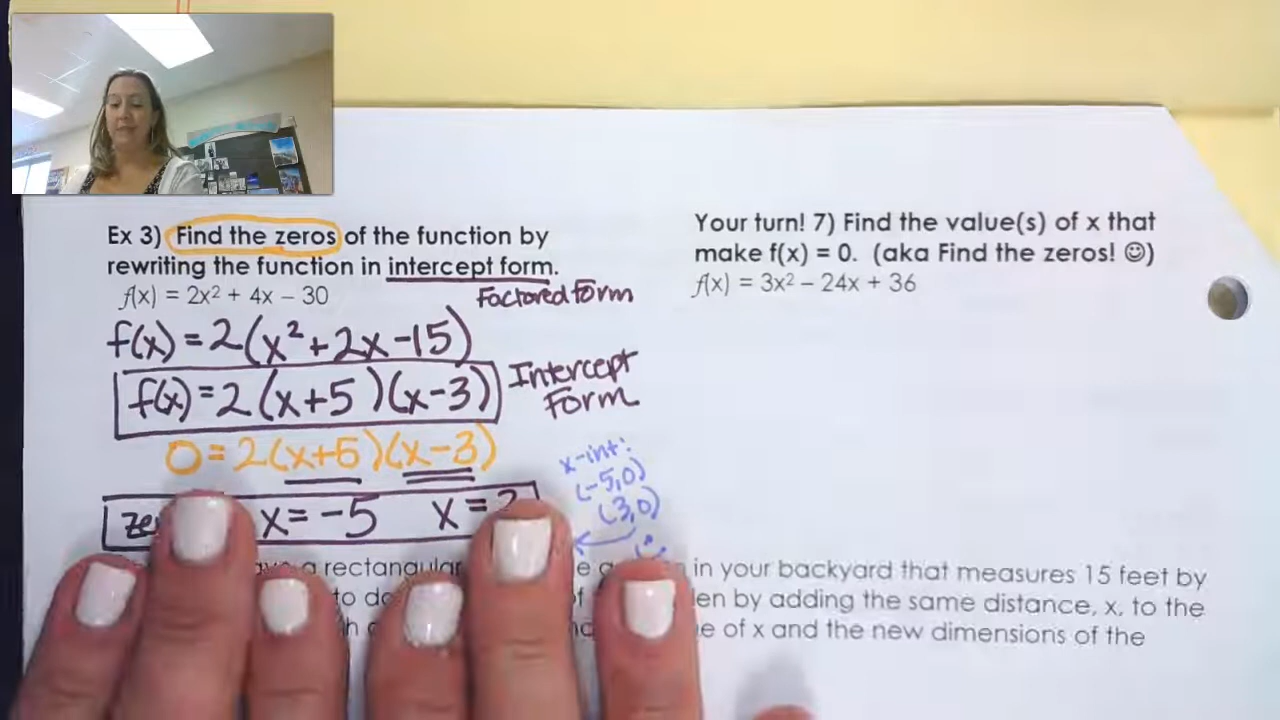 Ex 3) Find the zeros of the function by
rewriting the function in intercept form.
f(x) = 2x² + 4x – 30
Factored Form
f(x) = 2(x²+2x-15)
f(x) = 2(x+5)(x-3)
Intercept
Form
0 = 2(x+5)(x-3)
x=-5 x=3
x-int:
(-5,0)
(3,0)
Your turn! 7) Find the value(s) of x that
make f(x) = 0. (aka Find the zeros! ☺)
f(x) = 3x² – 24x + 36
a rectangular in your backyard that measures 15 feet by
to by adding the same distance, x, to the
of x and the new dimensions of the